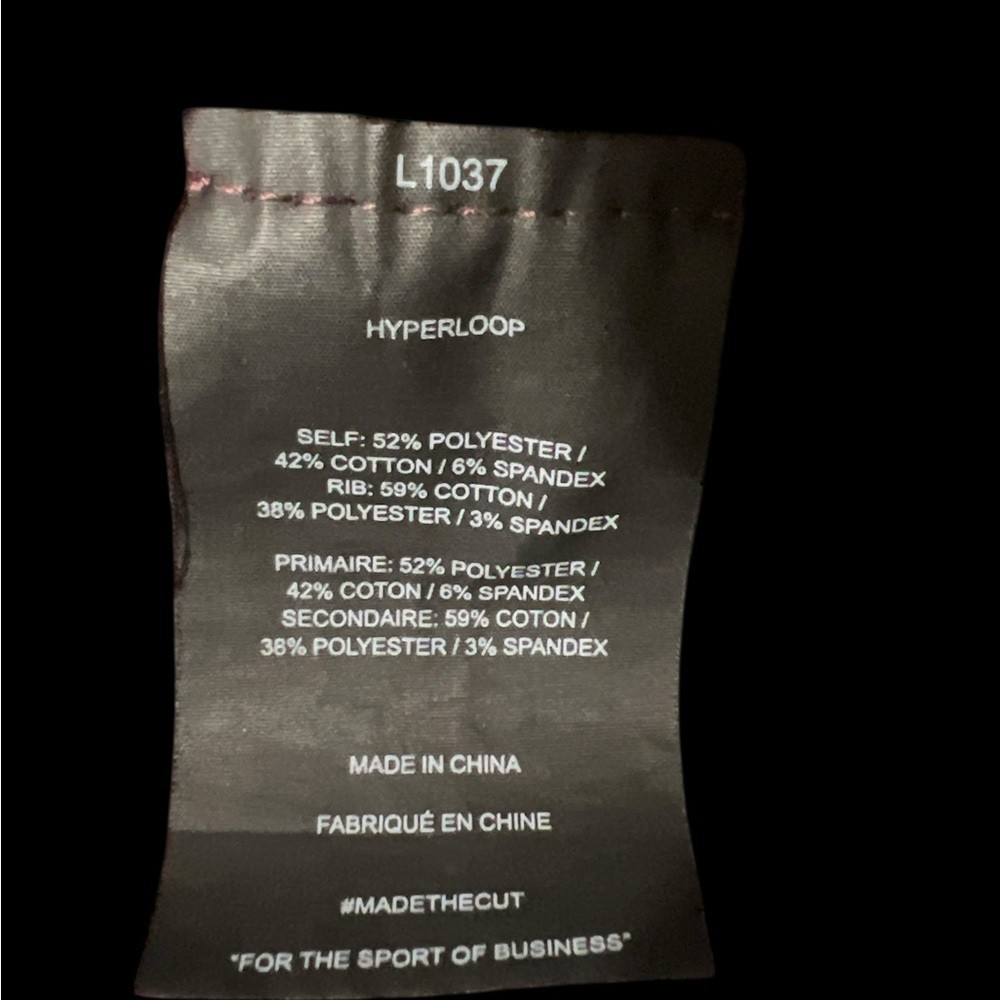 L1037
HYPERLOOP
SELF: 52% POLYESTER /
42% COTTON / 6% SPANDEX
RIB: 59% COTTON /
38% POLYESTER / 3% SPANDEX
PRIMAIRE: 52% POLYESTER /
42% COTON / 6% SPANDEX
SECONDAIRE: 59% COTON /
38% POLYESTER / 3% SPANDEX
MADE IN CHINA
FABRIQUÉ EN CHINE
#MADETHECUT
"FOR THE SPORT OF BUSINESS"